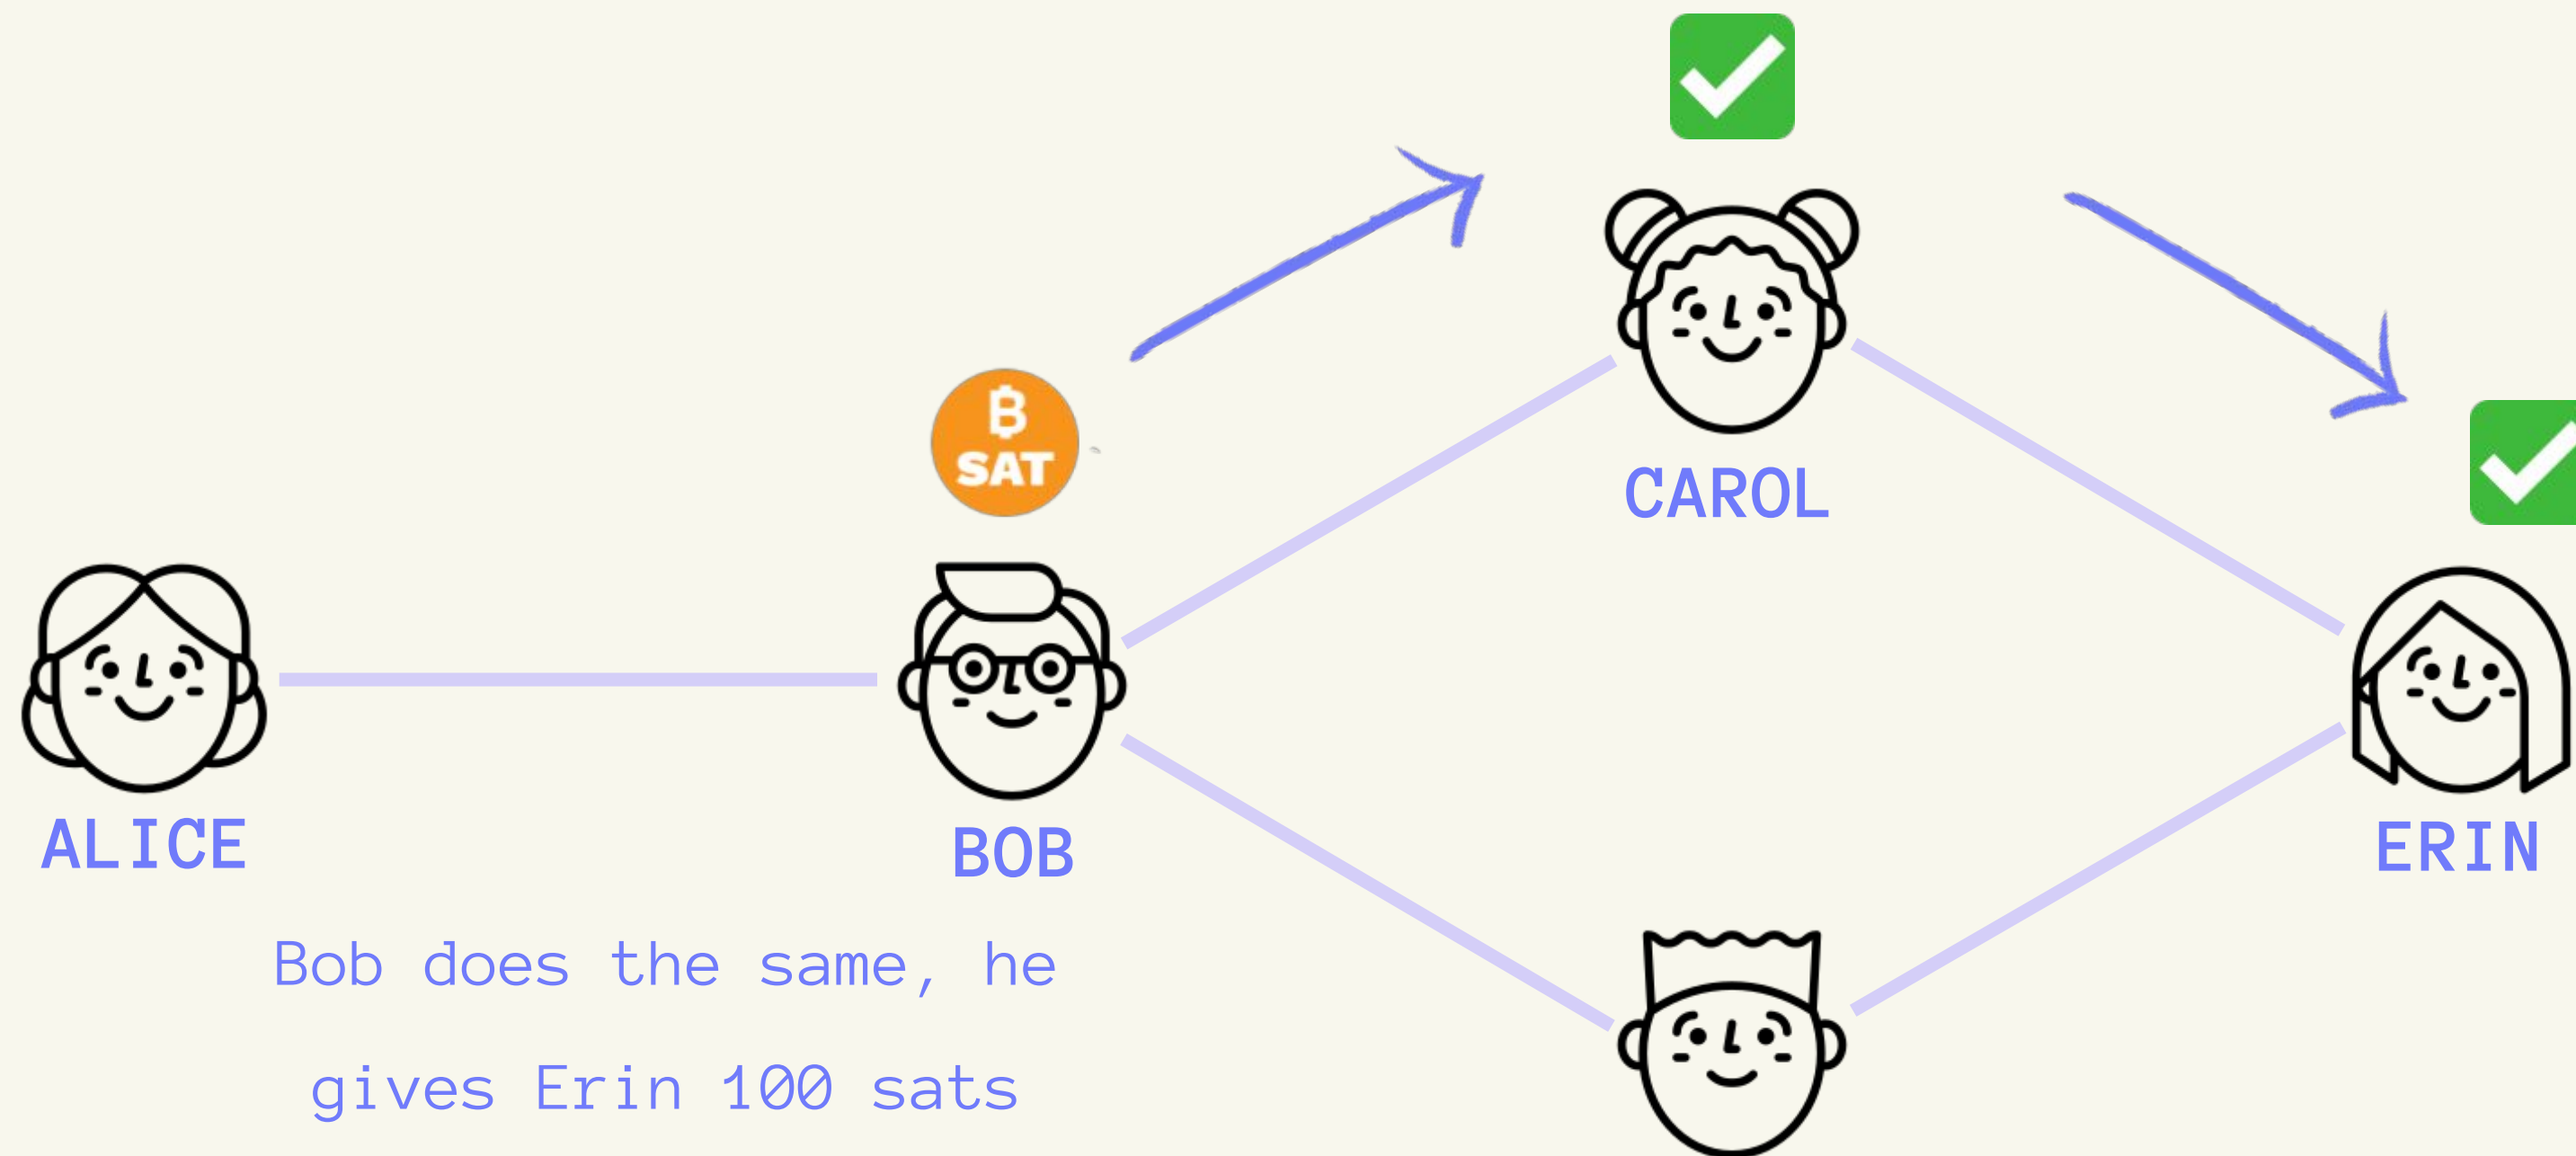 ₿
SAT
CAROL
ALICE
BOB
ERIN
Bob does the same, he
gives Erin 100 sats